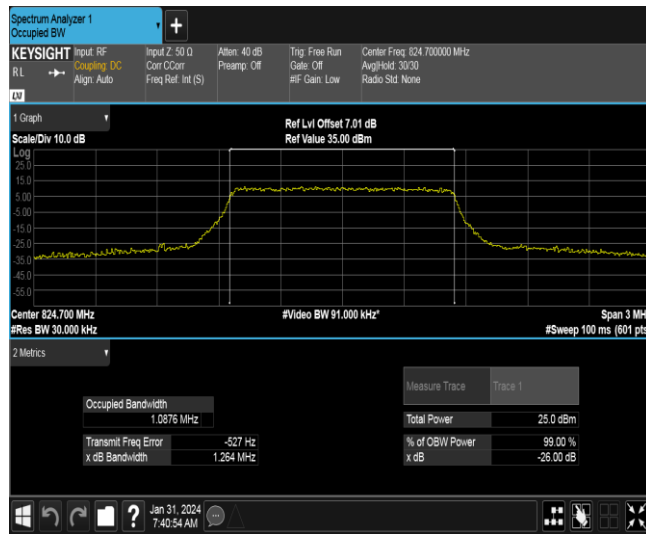 Spectrum Analyzer 1
Occupied BW
+
KEYSIGHT
RL
LXI
Input: RF
Coupling: DC
Align: Auto
Input Z: 50 Ω
Corr CCorr
Freq Ref: Int (S)
Atten: 40 dB
Preamp: Off
Trig: Free Run
Gate: Off
#IF Gain: Low
Center Freq: 824.700000 MHz
Avg|Hold: 30/30
Radio Std: None
1 Graph
Scale/Div 10.0 dB
Ref Lvl Offset 7.01 dB
Ref Value 35.00 dBm
Log
25.0
15.0
5.00
-5.00
-15.0
-25.0
-35.0
-45.0
-55.0
Center 824.700 MHz
#Video BW 91.000 kHz*
Span 3 MH
#Res BW 30.000 kHz
#Sweep 100 ms (601 pts
2 Metrics
Measure Trace
Trace 1
Occupied Bandwidth
1.0876 MHz
Total Power
25.0 dBm
Transmit Freq Error
-527 Hz
% of OBW Power
99.00 %
x dB Bandwidth
1.264 MHz
x dB
-26.00 dB
?
Jan 31, 2024
7:40:54 AM